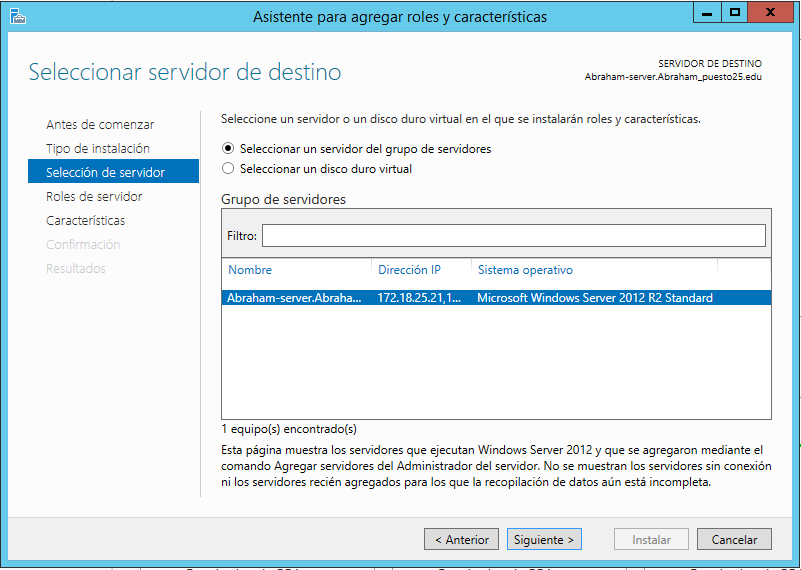 Asistente para agregar roles y características
Seleccionar servidor de destino
SERVIDOR DE DESTINO
Abraham-server.Abraham_puesto25.edu
Antes de comenzar
Tipo de instalación
Selección de servidor
Roles de servidor
Características
Confirmación
Resultados
Seleccione un servidor o un disco duro virtual en el que se instalarán roles y características.
Seleccionar un servidor del grupo de servidores
Seleccionar un disco duro virtual
Grupo de servidores
Filtro:
Nombre Dirección IP Sistema operativo
Abraham-server.Abraha... 172.18.25.21,1... Microsoft Windows Server 2012 R2 Standard
1 equipo(s) encontrado(s)
Esta página muestra los servidores que ejecutan Windows Server 2012 y que se agregaron mediante el
comando Agregar servidores del Administrador del servidor. No se muestran los servidores sin conexión
ni los servidores recién agregados para los que la recopilación de datos aún está incompleta.
< Anterior Siguiente > Instalar Cancelar